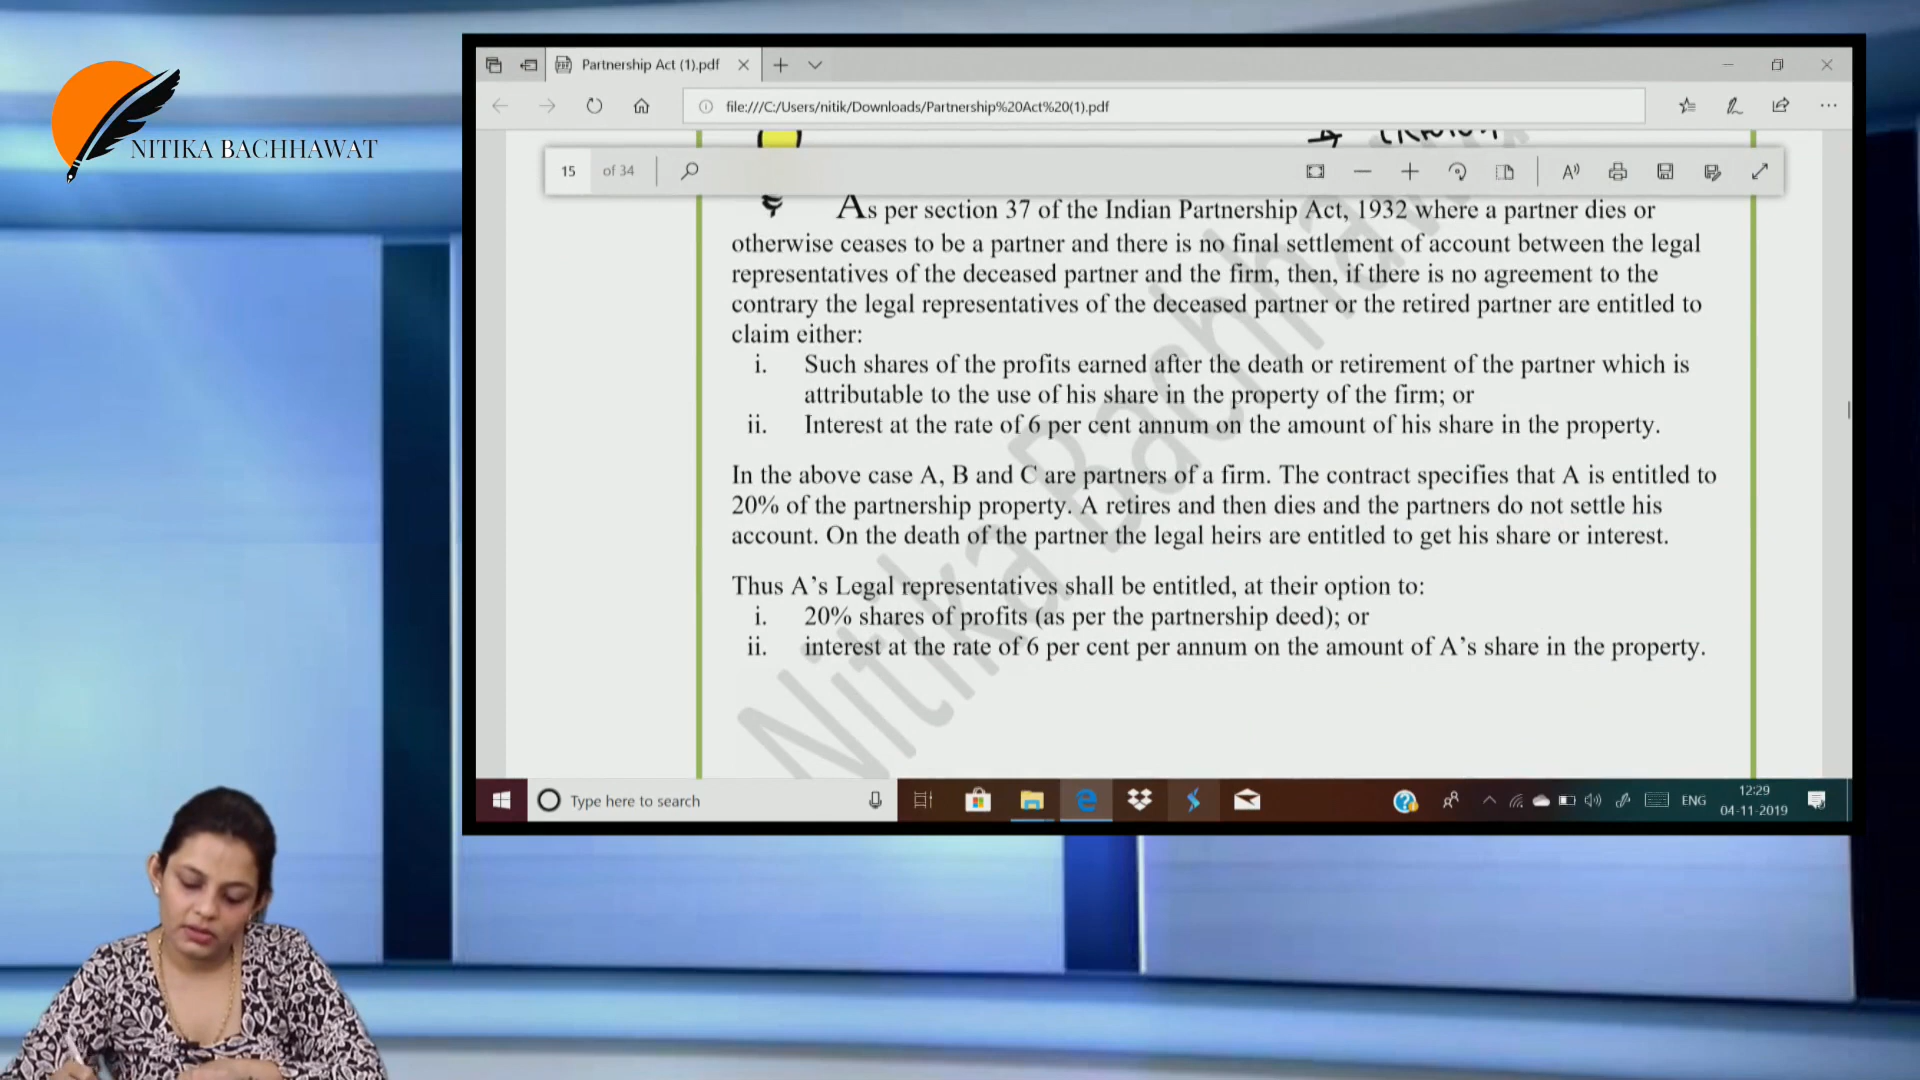 NITIKA BACHHAWAT
Partnership Act (1).pdf
file:///C:/Users/nitik/Downloads/Partnership%20Act%20(1).pdf
15 of 34
As per section 37 of the Indian Partnership Act, 1932 where a partner dies or
otherwise ceases to be a partner and there is no final settlement of account between the legal
representatives of the deceased partner and the firm, then, if there is no agreement to the
contrary the legal representatives of the deceased partner or the retired partner are entitled to
claim either:
i. Such shares of the profits earned after the death or retirement of the partner which is
attributable to the use of his share in the property of the firm; or
ii. Interest at the rate of 6 per cent annum on the amount of his share in the property.
In the above case A, B and C are partners of a firm. The contract specifies that A is entitled to
20% of the partnership property. A retires and then dies and the partners do not settle his
account. On the death of the partner the legal heirs are entitled to get his share or interest.
Thus A’s Legal representatives shall be entitled, at their option to:
i. 20% shares of profits (as per the partnership deed); or
ii. interest at the rate of 6 per cent per annum on the amount of A’s share in the property.
Nitika Bachhawa
Type here to search
ENG
12:29
04-11-2019